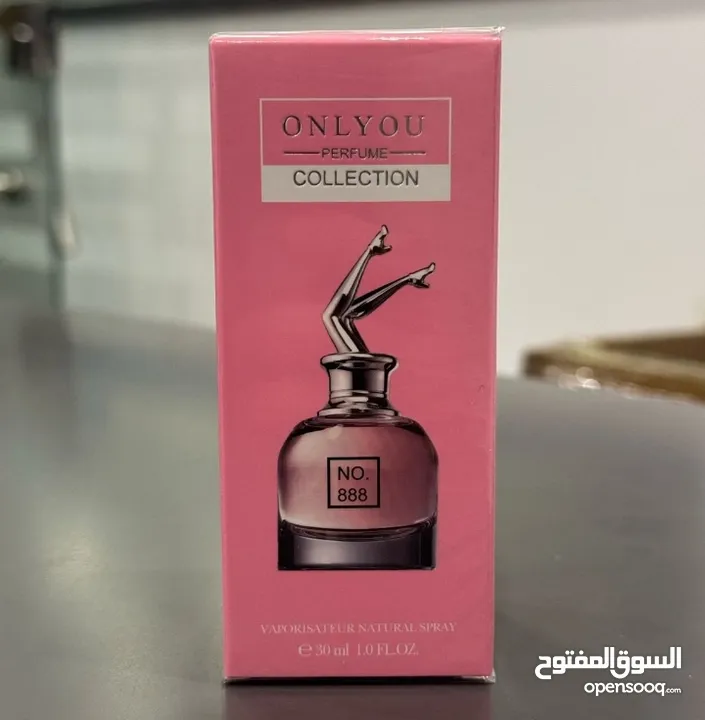 ONLYOU
PERFUME
COLLECTION
NO.
888
VAPORISATEUR NATURAL SPRAY
℮30 ml 1.0 FL.OZ.
السوق المفتوح
opensooq.com